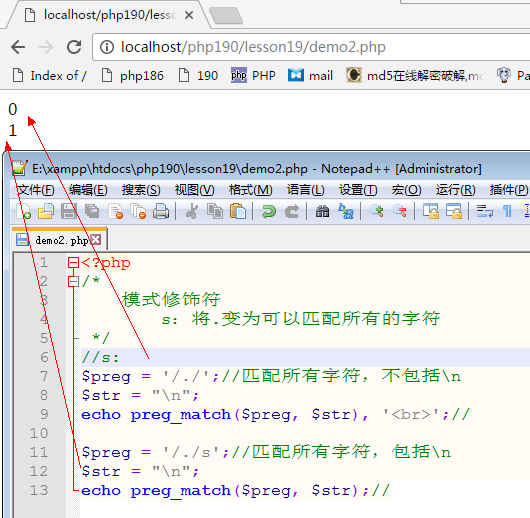 localhost/php190/less
localhost/php190/lesson19/demo2.php
Index of / php186 190 php PHP mail md5在线解密破解,m Pa
0
1
E:\xampp\htdocs\php190\lesson19\demo2.php - Notepad++ [Administrator]
文件(F) 编辑(E) 搜索(S) 视图(V) 格式(M) 语言(L) 设置(T) 宏(O) 运行(R) 插件(P)
demo2.php
1 <?php
2 /*
3 模式修饰符
4 s: 将.变为可以匹配所有的字符
5 */
6 //s:
7 $preg = '/./';//匹配所有字符，不包括\n
8 $str = "\n";
9 echo preg_match($preg, $str), '<br>';//
10
11 $preg = '/./s';//匹配所有字符，包括\n
12 $str = "\n";
13 echo preg_match($preg, $str);//